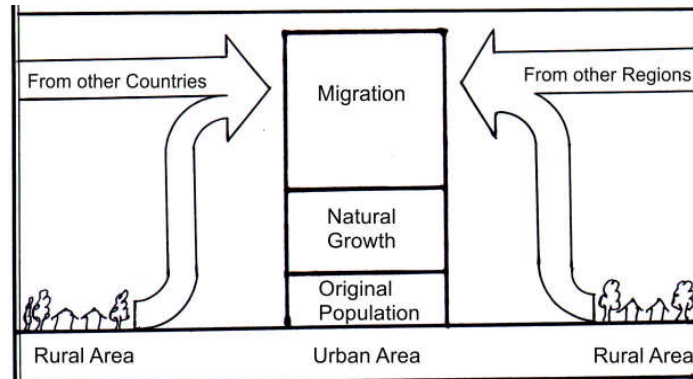 From other Countries
Migration
From other Regions
Natural
Growth
Original
Population
Rural Area
Urban Area
Rural Area